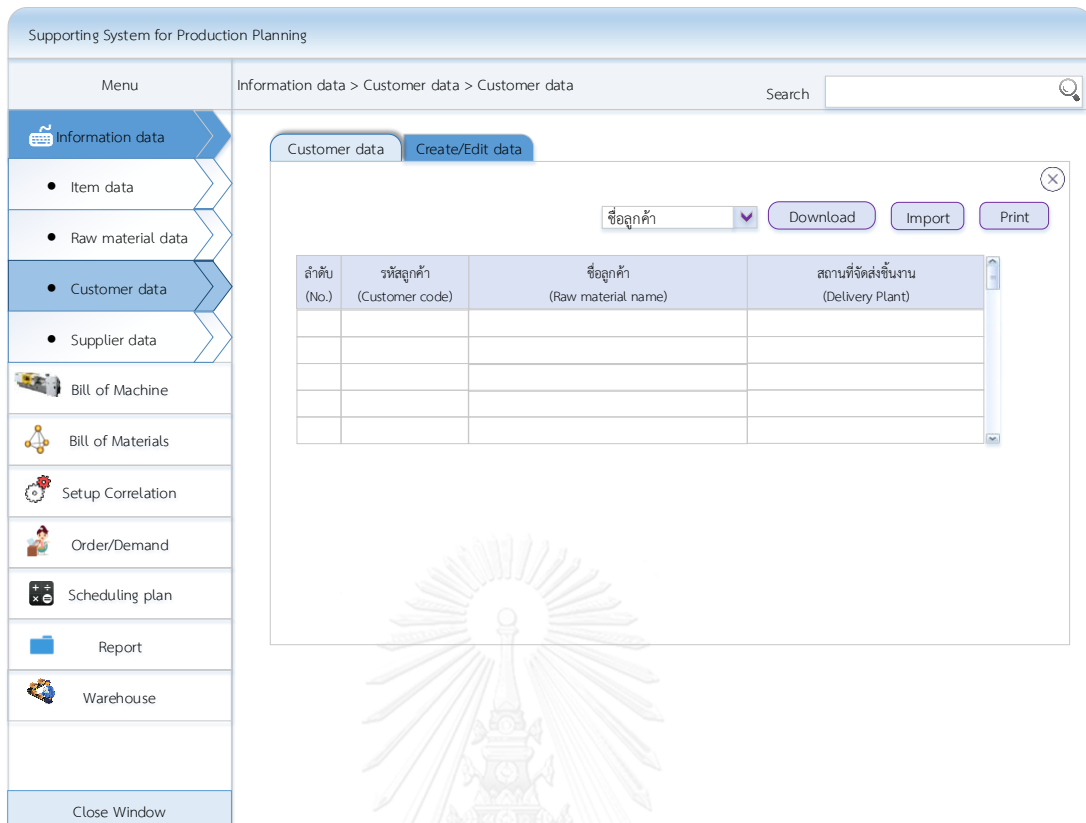 Supporting System for Production Planning
Menu
Information data > Customer data > Customer data
Search
Information data
Item data
Raw material data
Customer data
Supplier data
Bill of Machine
Bill of Materials
Setup Correlation
Order/Demand
Scheduling plan
Report
Warehouse
Close Window
Customer data
Create/Edit data
ชื่อลูกค้า
Download
Import
Print
ลำดับ
(No.)
รหัสลูกค้า
(Customer code)
ชื่อลูกค้า
(Raw material name)
สถานที่จัดส่งชิ้นงาน
(Delivery Plant)